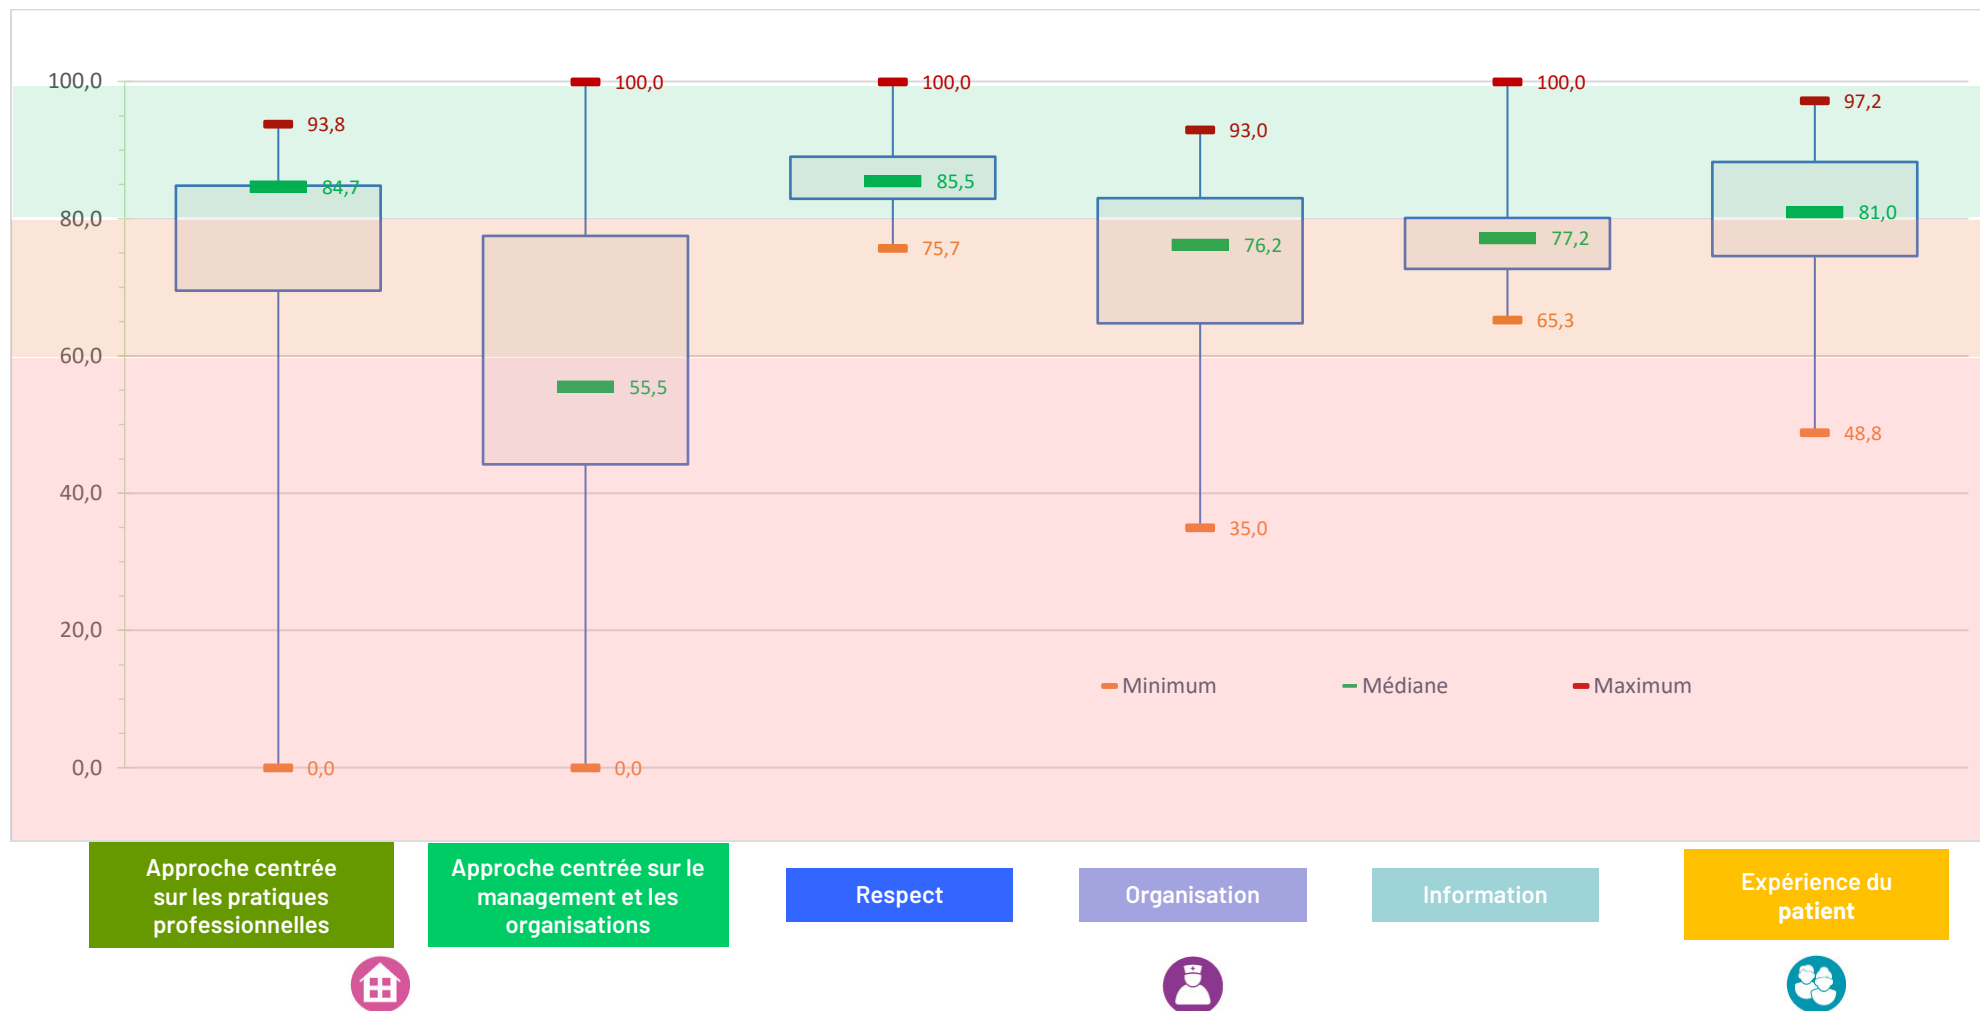 100,0
80,0
60,0
40,0
20,0
0,0
93,8
84,7
0,0
100,0
55,5
0,0
100,0
85,5
75,7
93,0
76,2
35,0
100,0
77,2
65,3
97,2
81,0
48,8
Minimum
Médiane
Maximum
Approche centrée
sur les pratiques
professionnelles
Approche centrée sur le
management et les
organisations
Respect
Organisation
Information
Expérience du
patient